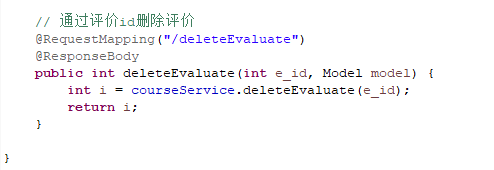 // 通过评价id删除评价
@RequestMapping("/deleteEvaluate")
@ResponseBody
public int deleteEvaluate(int e_id, Model model) {
    int i = courseService.deleteEvaluate(e_id);
    return i;
}
}